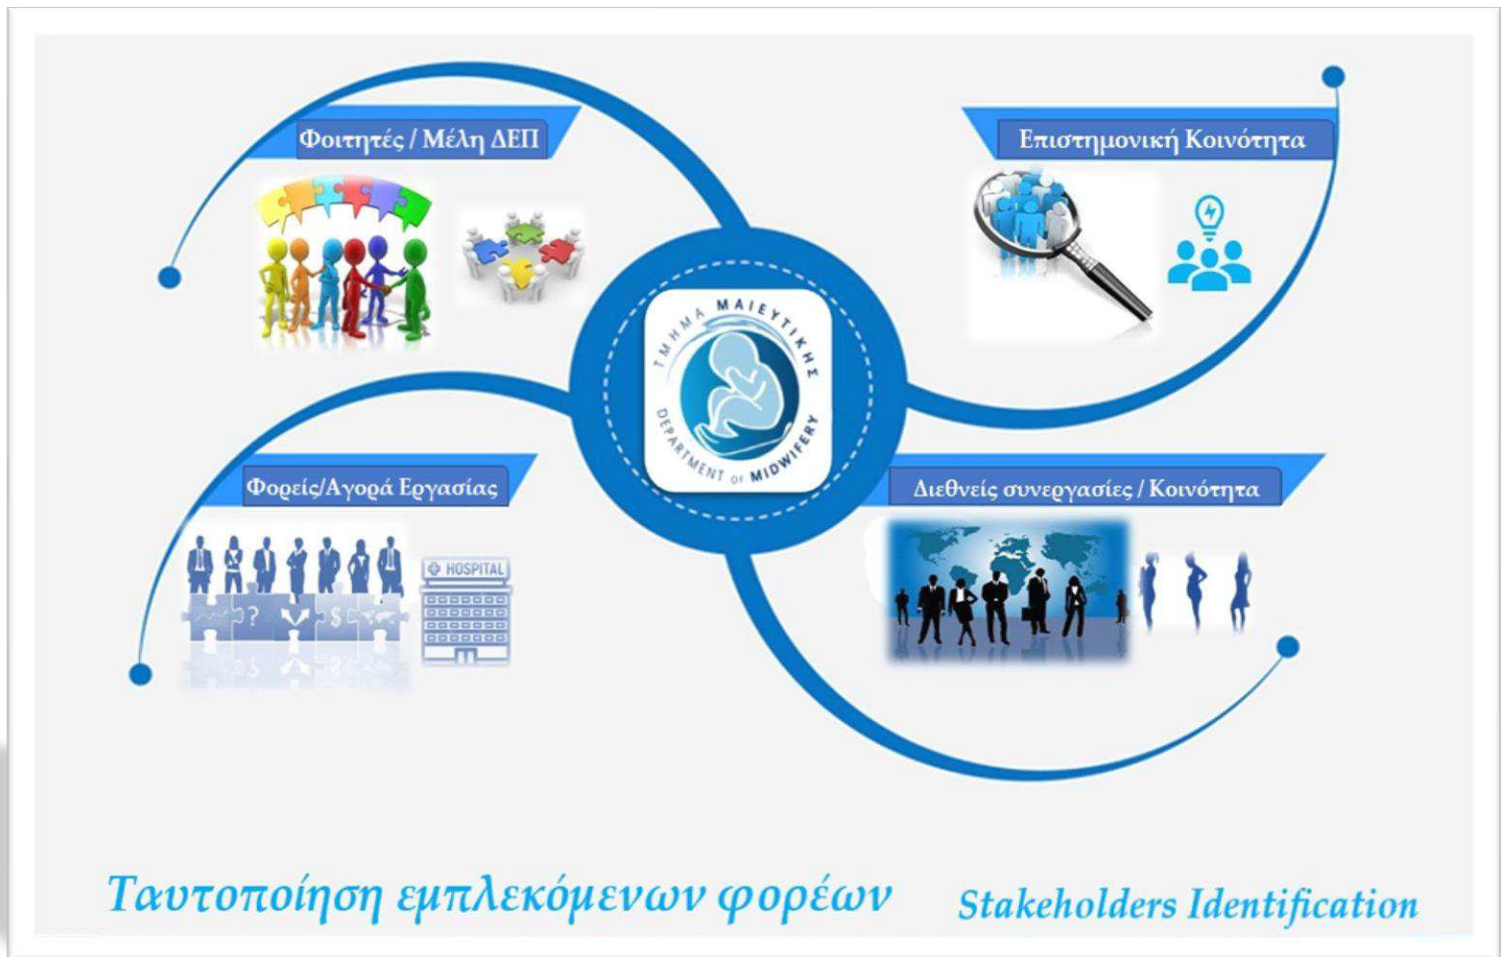 Φοιτητές / Μέλη ΔΕΠ
Επιστημονική Κοινότητα
ΤΜΗΜΑ ΜΑΙΕΥΤΙΚΗΣ
DEPARTMENT OF MIDWIFERY
Φορείς/Αγορά Εργασίας
Διεθνείς συνεργασίες / Κοινότητα
HOSPITAL
? $
Ταυτοποίηση εμπλεκόμενων φορέων
Stakeholders Identification